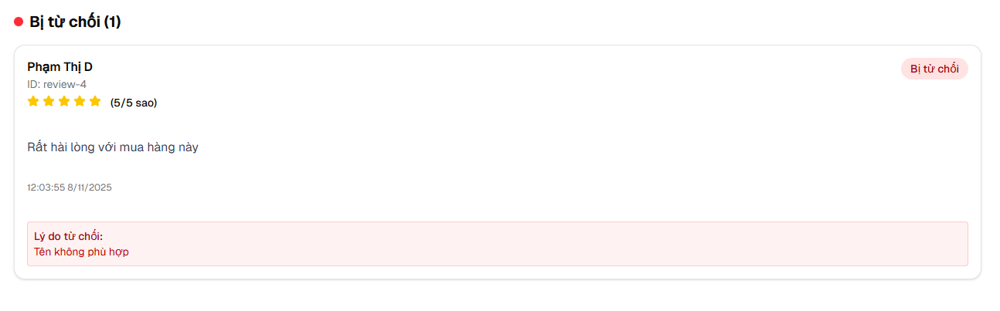 Bị từ chối (1)
Phạm Thị D
Bị từ chối
ID: review-4
(5/5 sao)
Rất hài lòng với mua hàng này
12:03:55 8/11/2025
Lý do từ chối:
Tên không phù hợp